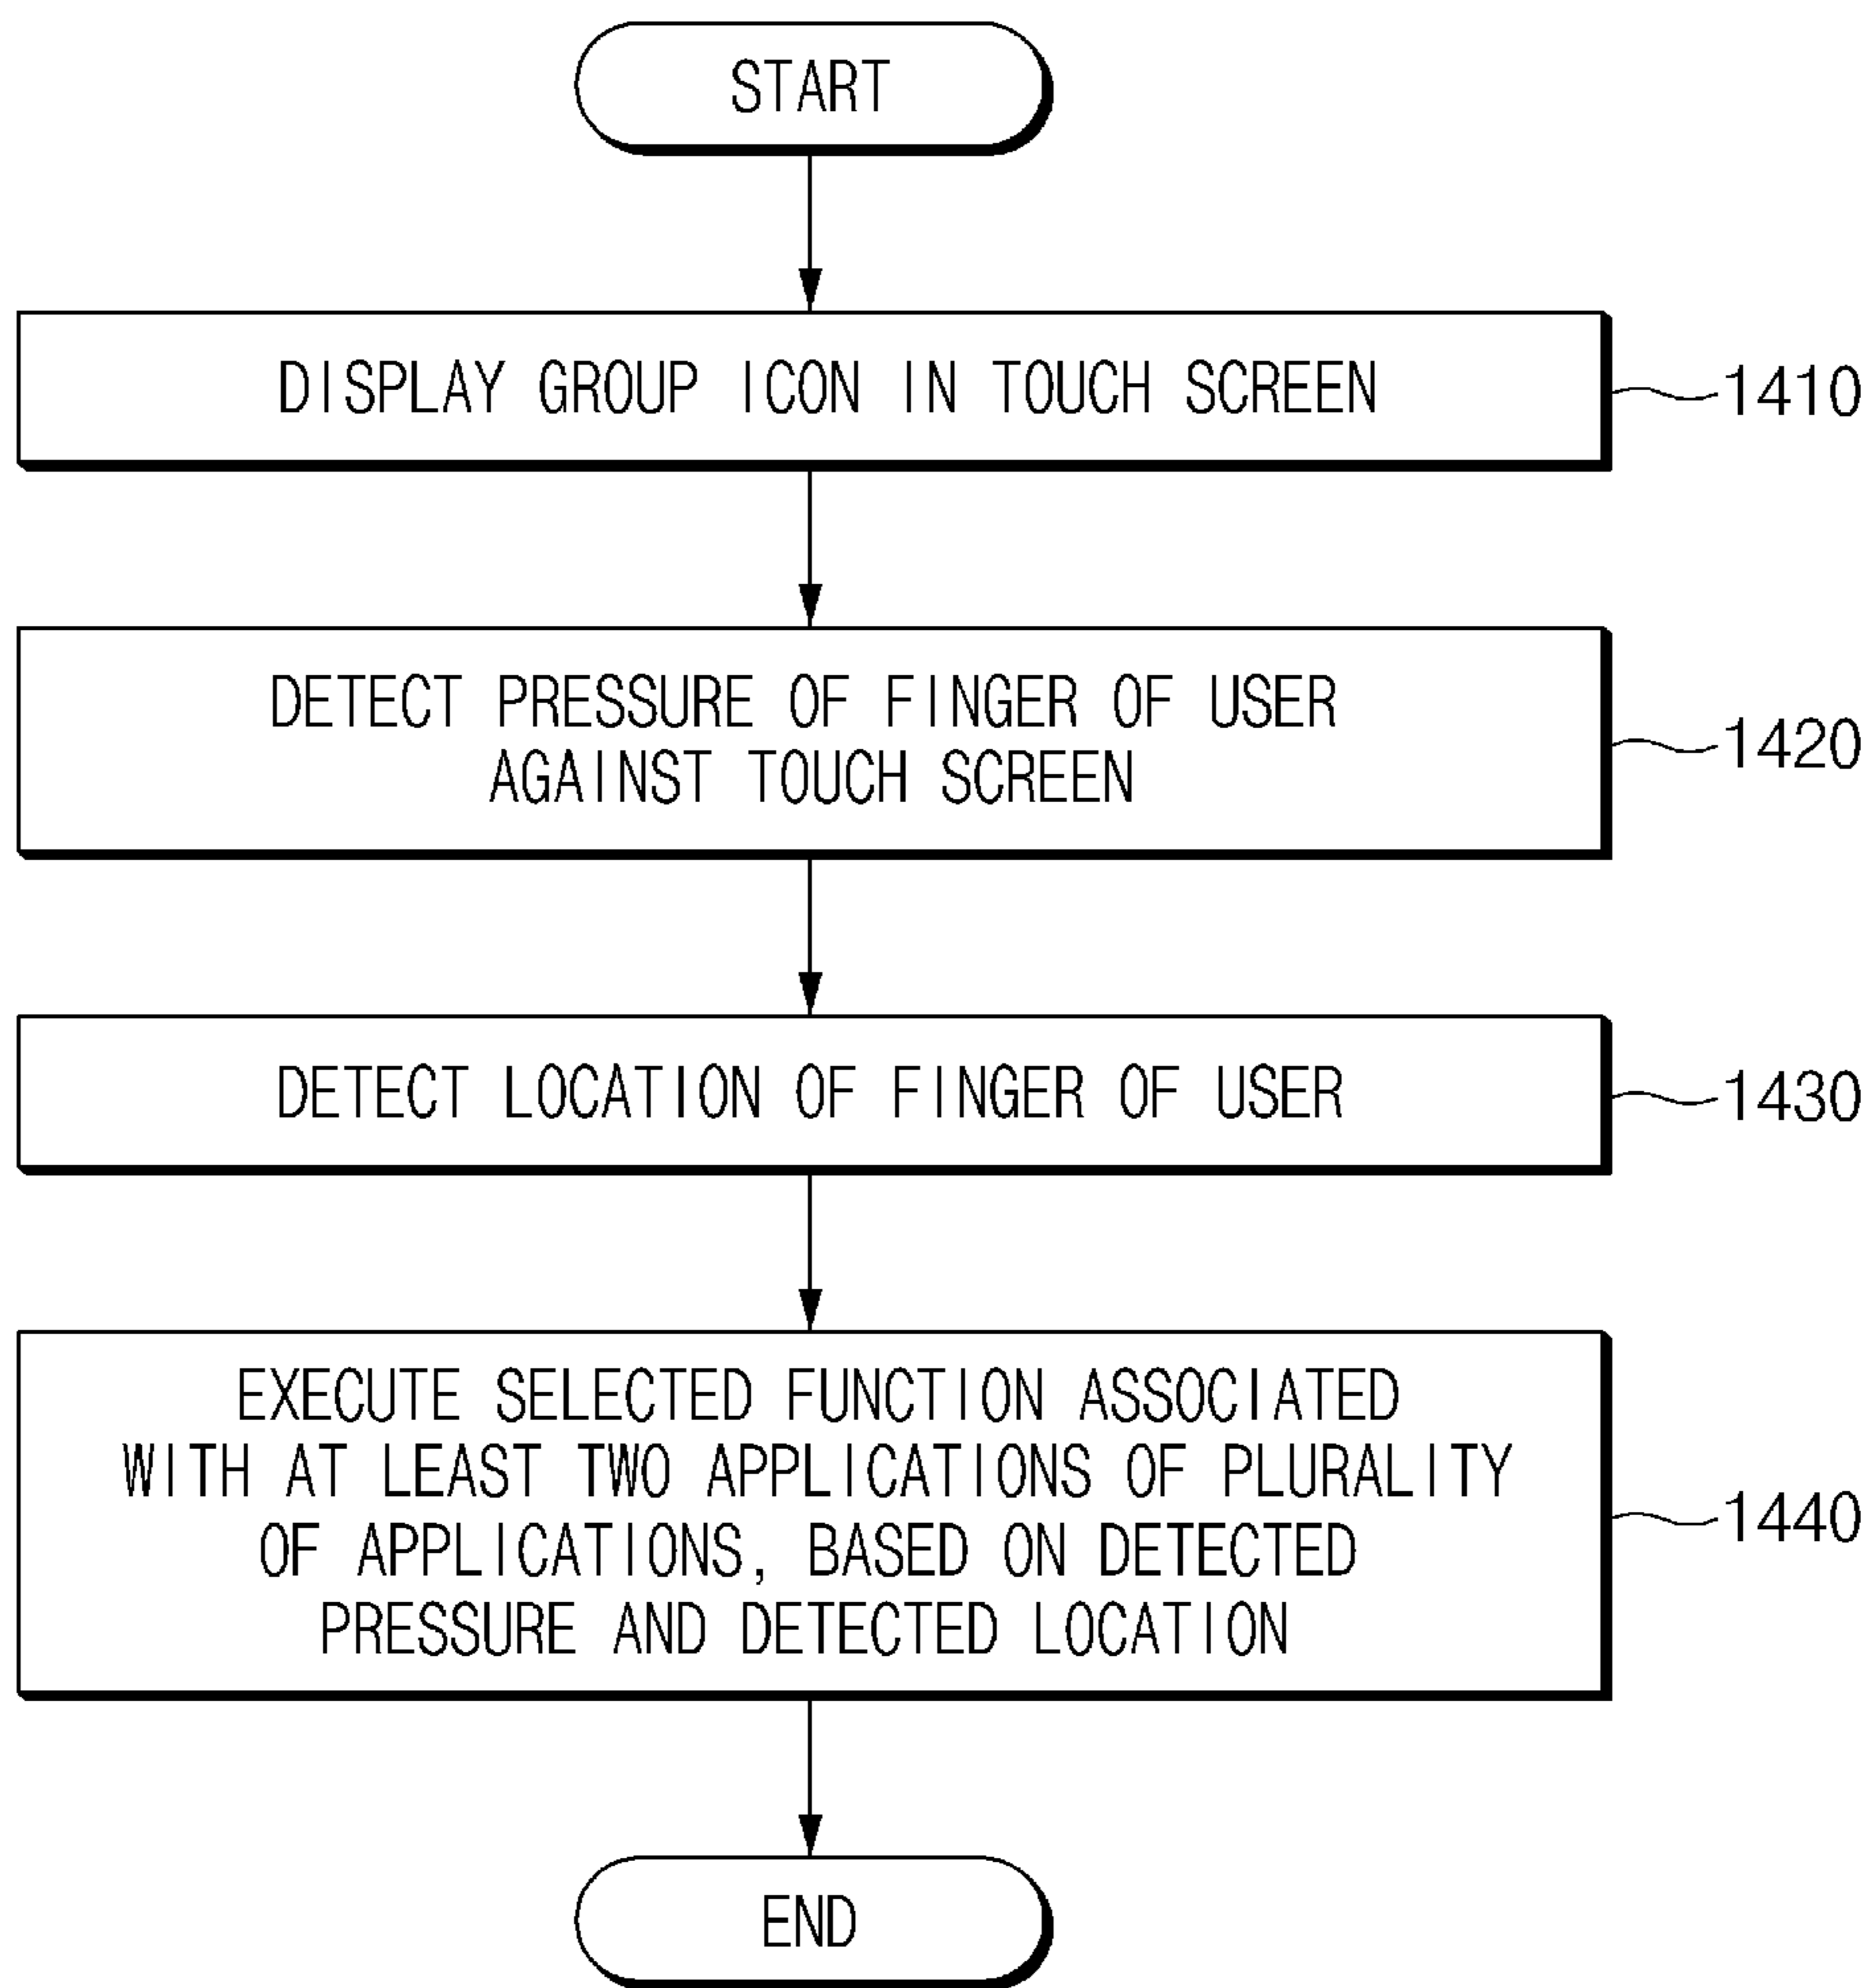 START
DISPLAY GROUP ICON IN TOUCH SCREEN
1410
DETECT PRESSURE OF FINGER OF USER
AGAINST TOUCH SCREEN
1420
DETECT LOCATION OF FINGER OF USER
1430
EXECUTE SELECTED FUNCTION ASSOCIATED
WITH AT LEAST TWO APPLICATIONS OF PLURALITY
OF APPLICATIONS, BASED ON DETECTED
PRESSURE AND DETECTED LOCATION
1440
END